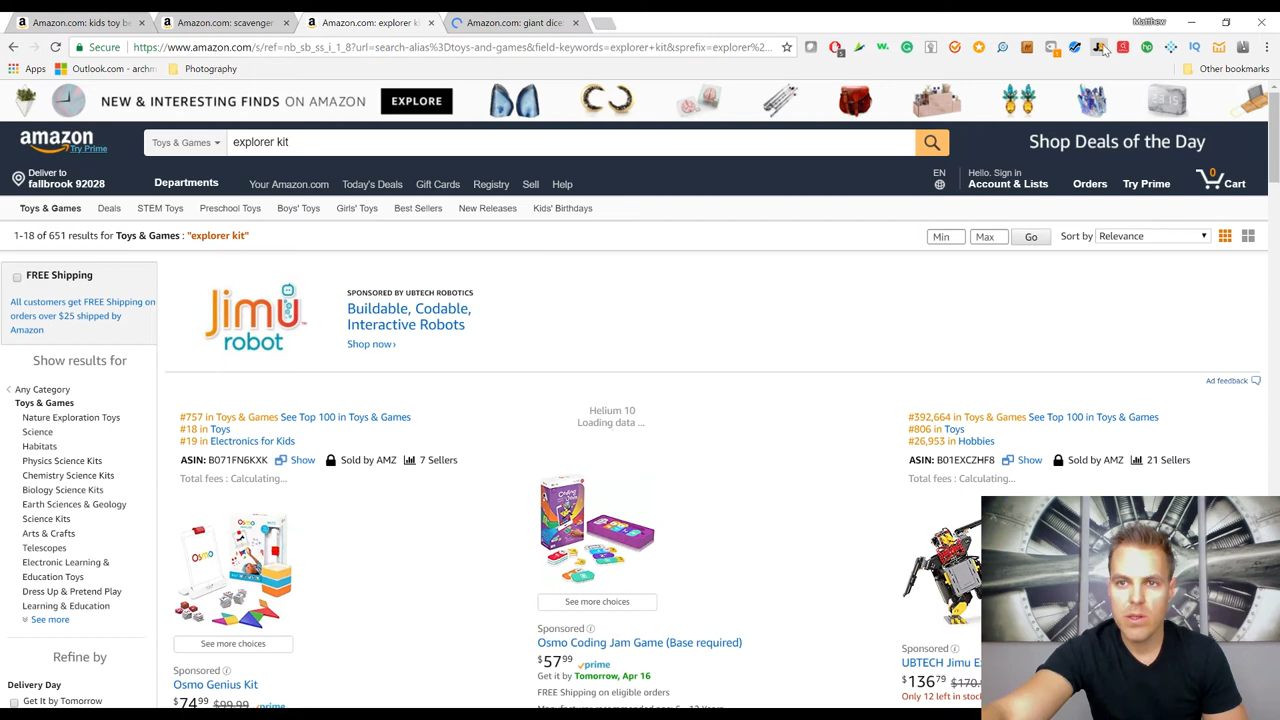 Amazon.com: kids toy be
Amazon.com: scavenger
Amazon.com: explorer ki
Amazon.com: giant dice
Matthew
Secure
https://www.amazon.com/s/ref=nb_sb_ss_i_1_8?url=search-alias%3Dtoys-and-games&field-keywords=explorer+kit&sprefix=explorer%2...
Apps
Outlook.com - archm
Photography
Other bookmarks
NEW & INTERESTING FINDS ON AMAZON
EXPLORE
amazon
Try Prime
Toys & Games
explorer kit
Shop Deals of the Day
Deliver to
fallbrook 92028
Departments
Your Amazon.com
Today's Deals
Gift Cards
Registry
Sell
Help
EN
Hello. Sign in
Account & Lists
Orders
Try Prime
0
Cart
Toys & Games
Deals
STEM Toys
Preschool Toys
Boys' Toys
Girls' Toys
Best Sellers
New Releases
Kids' Birthdays
1-18 of 651 results for Toys & Games : "explorer kit"
Min
Max
Go
Sort by
Relevance
FREE Shipping
All customers get FREE Shipping on
orders over $25 shipped by
Amazon
Show results for
Any Category
Toys & Games
Nature Exploration Toys
Science
Habitats
Physics Science Kits
Chemistry Science Kits
Biology Science Kits
Earth Sciences & Geology
Science Kits
Arts & Crafts
Telescopes
Electronic Learning &
Education Toys
Dress Up & Pretend Play
Learning & Education
See more
Refine by
Delivery Day
Get It by Tomorrow
Jimu
robot
SPONSORED BY UBTECH ROBOTICS
Buildable, Codable,
Interactive Robots
Shop now ›
Ad feedback
#757 in Toys & Games See Top 100 in Toys & Games
#18 in Toys
#19 in Electronics for Kids
ASIN: B071FN6KXK
Show
Sold by AMZ
7 Sellers
Total fees : Calculating...
Osmo
See more choices
Sponsored
Osmo Genius Kit
$74 99 $99.99 prime
Helium 10
Loading data ...
See more choices
Sponsored
Osmo Coding Jam Game (Base required)
$57 99 prime
Get it by Tomorrow, Apr 16
FREE Shipping on eligible orders
#392,664 in Toys & Games See Top 100 in Toys & Games
#806 in Toys
#26,953 in Hobbies
ASIN: B01EXCZHF8
Show
Sold by AMZ
21 Sellers
Total fees : Calculating...
Sponsored
UBTECH Jimu E
$136 79
Only 12 left in stock